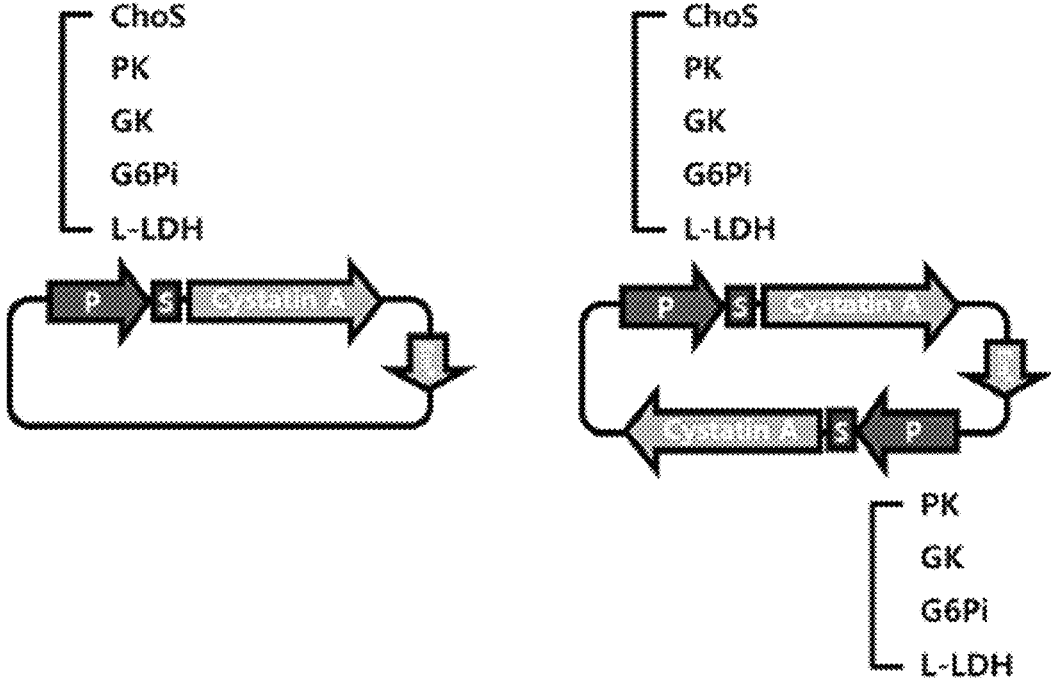 ChoS
PK
GK
G6Pi
L-LDH
P S Cystatin A
ChoS
PK
GK
G6Pi
L-LDH
P S Cystatin A
Cystatin A S P
PK
GK
G6Pi
L-LDH